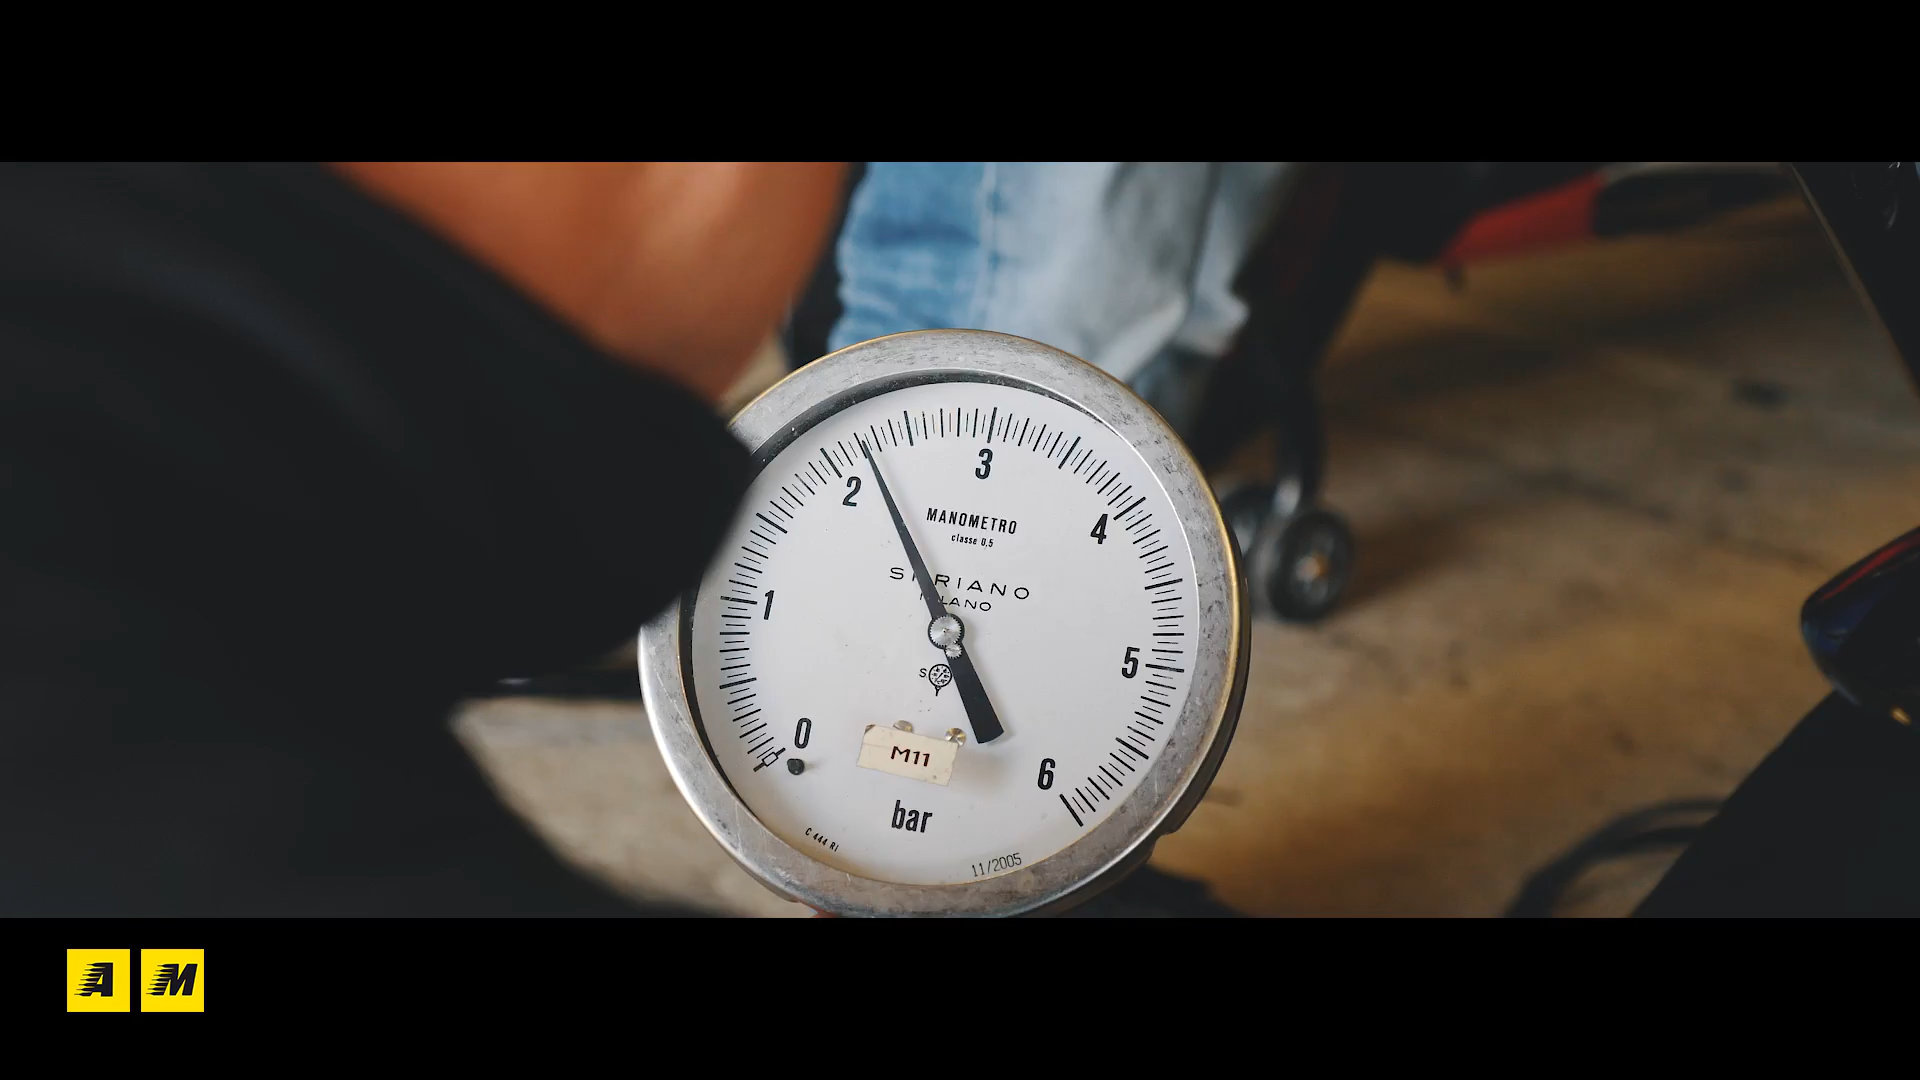 3
2
4
MANOMETRO
classe 0,5
1
5
0
M11
6
bar
C 444 RI
11/2005
A M